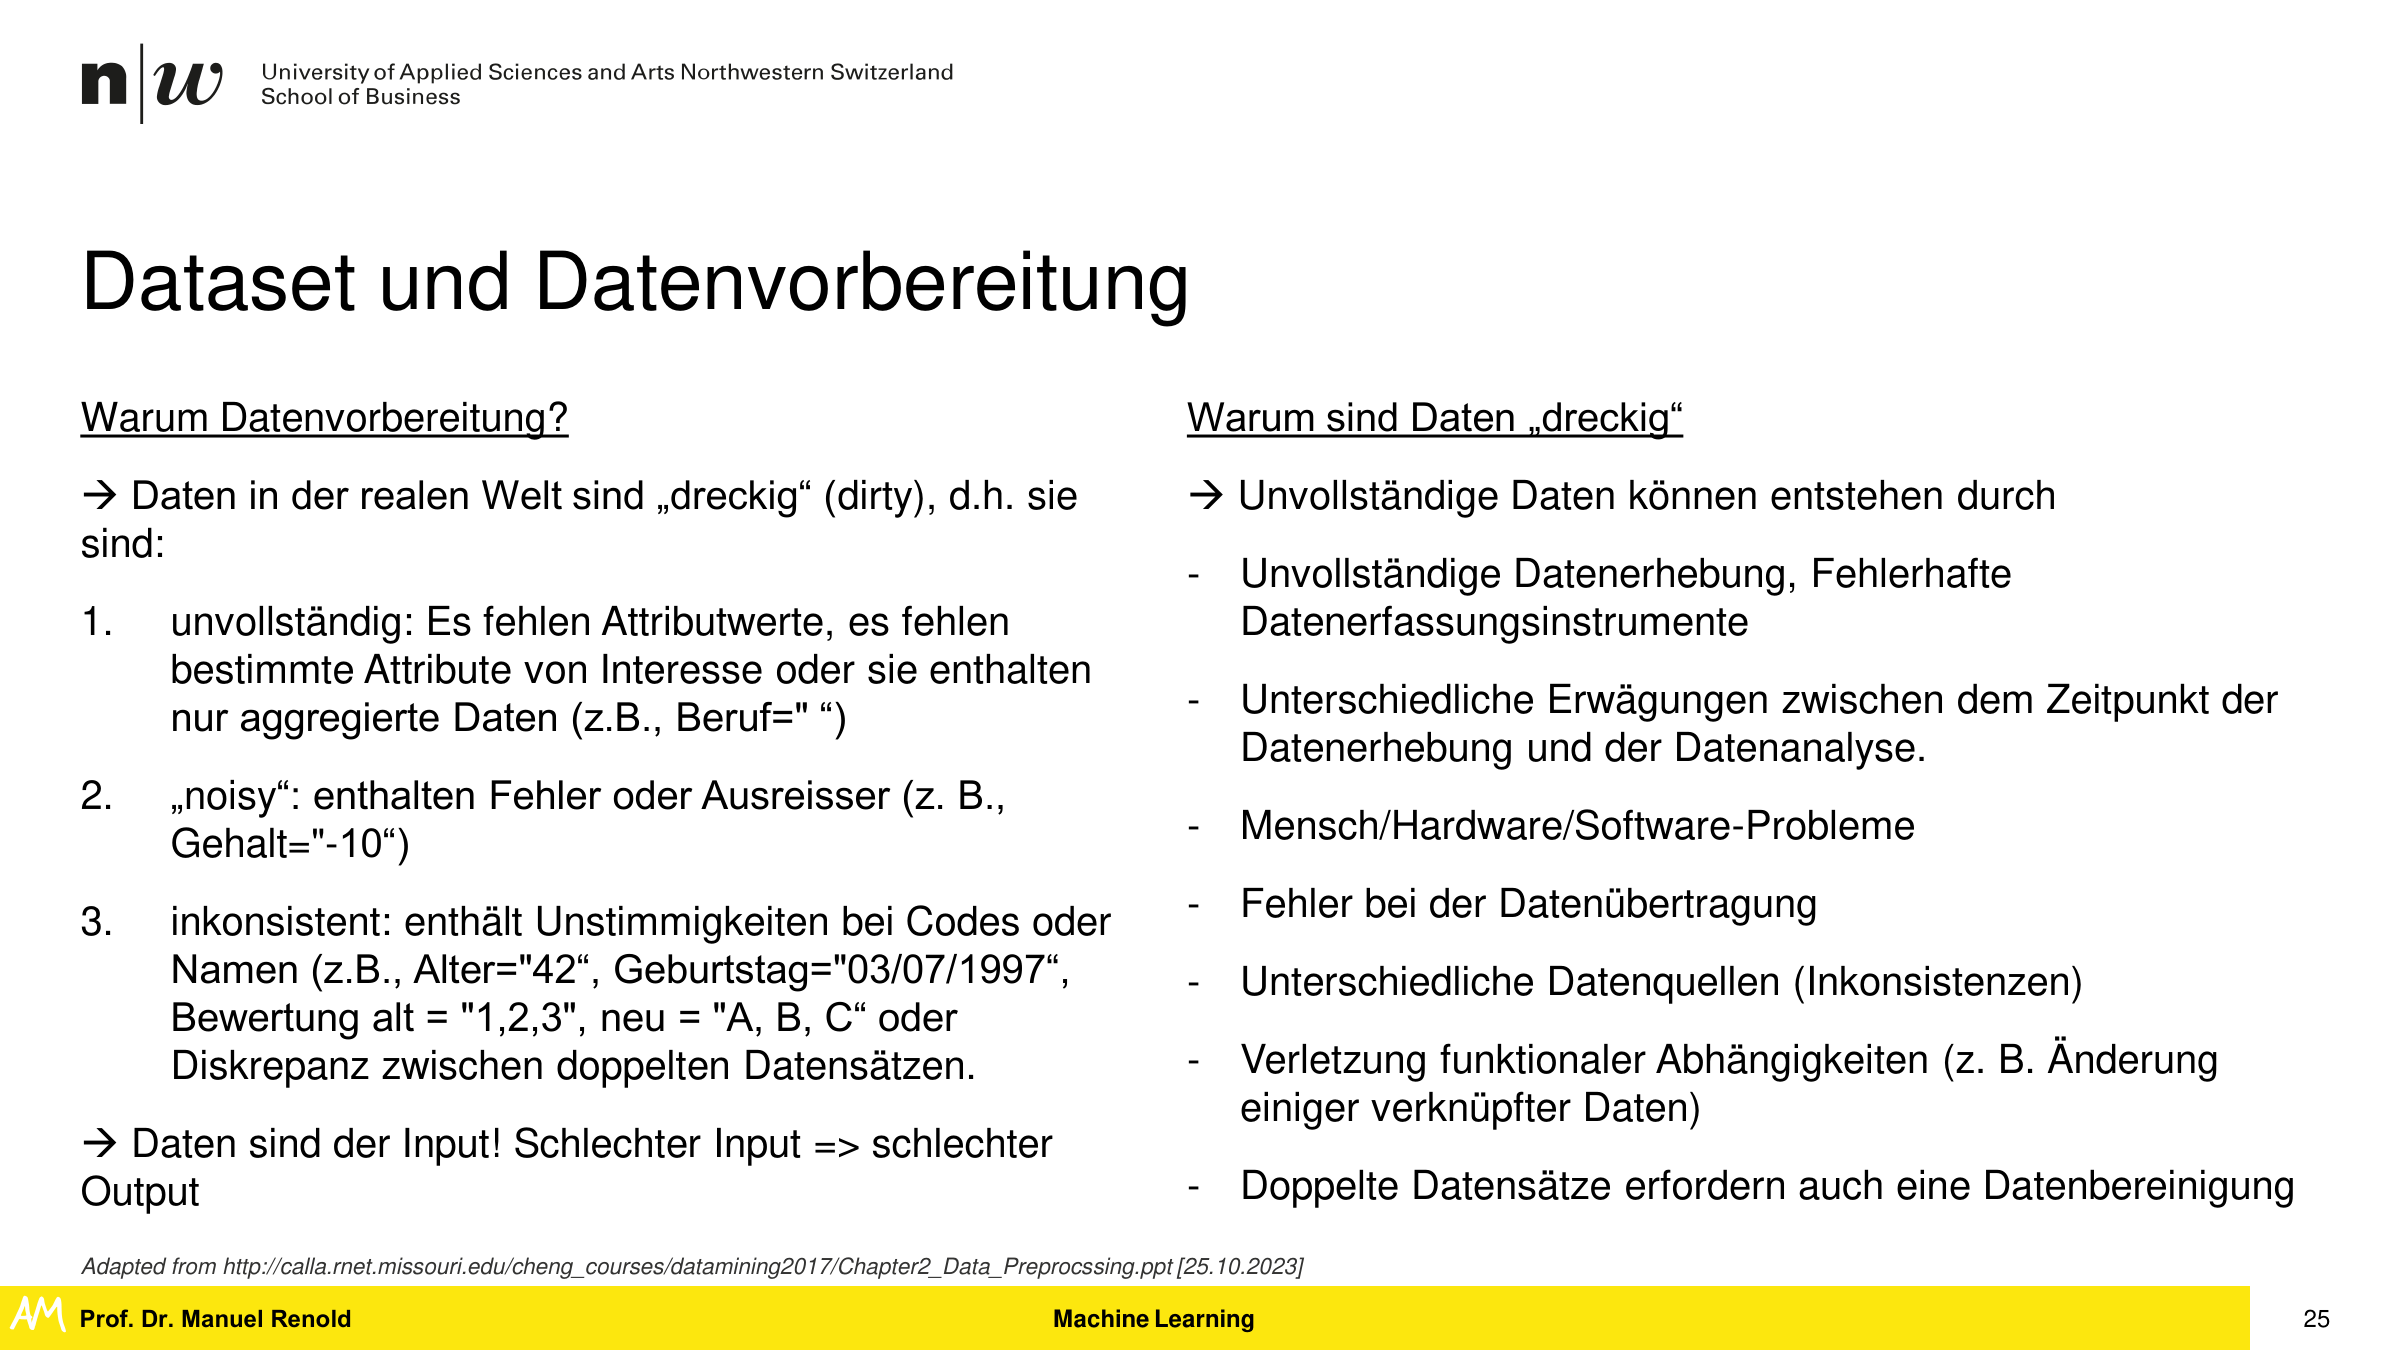 n|w University of Applied Sciences and Arts Northwestern Switzerland
School of Business
Dataset und Datenvorbereitung
Warum Datenvorbereitung?
→ Daten in der realen Welt sind „dreckig“ (dirty), d.h. sie
sind:
1. unvollständig: Es fehlen Attributwerte, es fehlen
bestimmte Attribute von Interesse oder sie enthalten
nur aggregierte Daten (z.B., Beruf=" “)
2. „noisy“: enthalten Fehler oder Ausreisser (z. B.,
Gehalt="-10“)
3. inkonsistent: enthält Unstimmigkeiten bei Codes oder
Namen (z.B., Alter="42“, Geburtstag="03/07/1997“,
Bewertung alt = "1,2,3", neu = "A, B, C“ oder
Diskrepanz zwischen doppelten Datensätzen.
→ Daten sind der Input! Schlechter Input => schlechter
Output
Warum sind Daten „dreckig“
→ Unvollständige Daten können entstehen durch
- Unvollständige Datenerhebung, Fehlerhafte
Datenerfassungsinstrumente
- Unterschiedliche Erwägungen zwischen dem Zeitpunkt der
Datenerhebung und der Datenanalyse.
- Mensch/Hardware/Software-Probleme
- Fehler bei der Datenübertragung
- Unterschiedliche Datenquellen (Inkonsistenzen)
- Verletzung funktionaler Abhängigkeiten (z. B. Änderung
einiger verknüpfter Daten)
- Doppelte Datensätze erfordern auch eine Datenbereinigung
Adapted from http://calla.rnet.missouri.edu/cheng_courses/datamining2017/Chapter2_Data_Preprocssing.ppt [25.10.2023]
AM Prof. Dr. Manuel Renold
Machine Learning
25